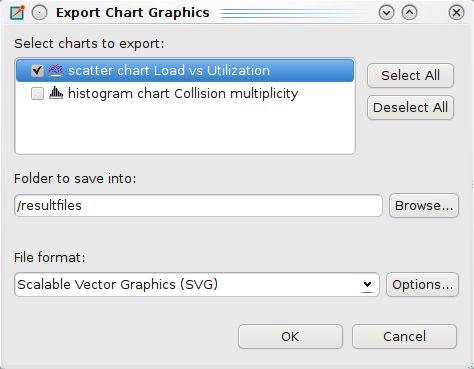 Export Chart Graphics
Select charts to export:
scatter chart Load vs Utilization
histogram chart Collision multiplicity
Select All
Deselect All
Folder to save into:
/resultfiles
Browse...
File format:
Scalable Vector Graphics (SVG)
Options...
OK
Cancel